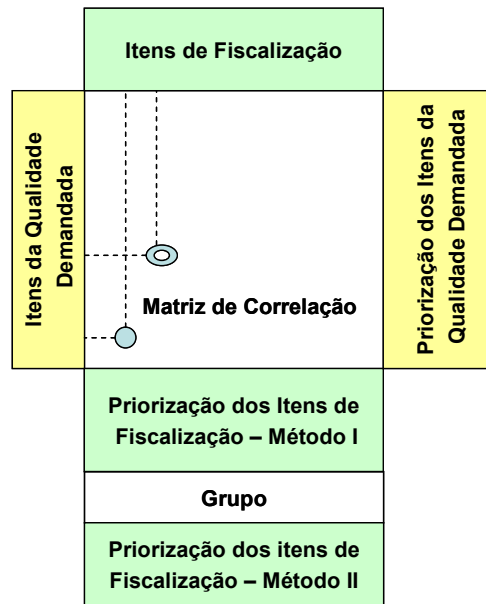 Itens de Fiscalização
Itens da Qualidade
Demandada
Matriz de Correlação
Priorização dos Itens da
Qualidade Demandada
Priorização dos Itens de
Fiscalização – Método I
Grupo
Priorização dos itens de
Fiscalização – Método II